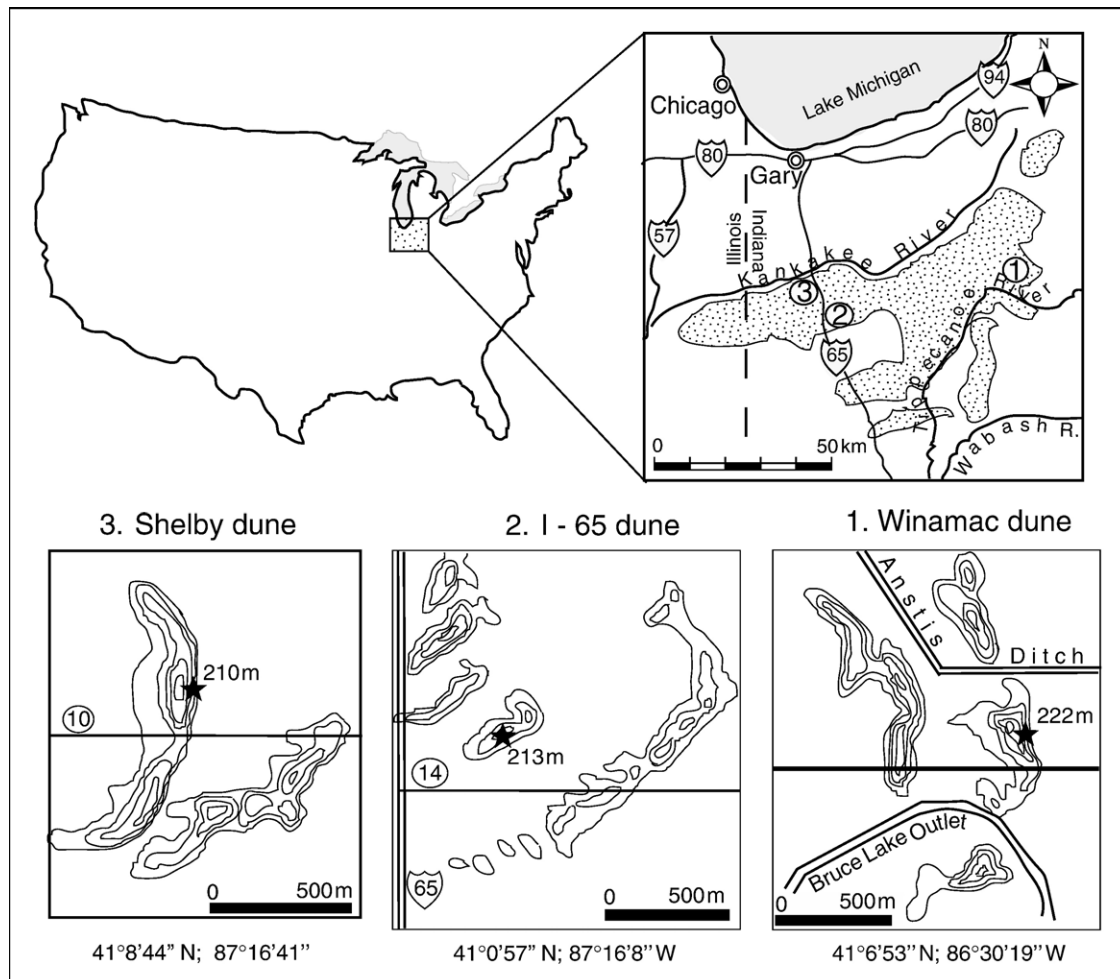 N
Lake Michigan
94
Chicago
80
80
Gary
57
Illinois
Indiana
Kankakee River
1
3
2
65
Tippecanoe River
Wabash R.
0 50 km
3. Shelby dune
210m
10
0 500m
41°8'44" N; 87°16'41"
2. I - 65 dune
213m
14
65
0 500m
41°0'57" N; 87°16'8" W
1. Winamac dune
Anstis
Ditch
222m
Bruce Lake Outlet
0 500m
41°6'53" N; 86°30'19" W